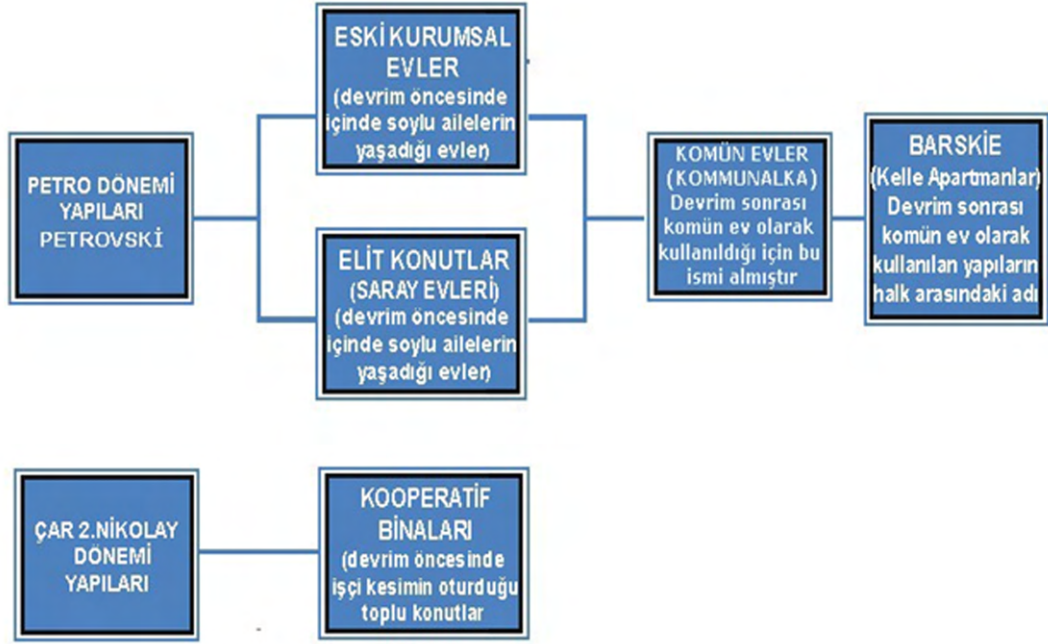 PETRO DÖNEMİ
YAPILARI
PETROVSKİ
ESKİ KURUMSAL
EVLER
(devrim öncesinde
içinde soylu ailelerin
yaşadığı evler)
ELİT KONUTLAR
(SARAY EVLERİ)
(devrim öncesinde
içinde soylu ailelerin
yaşadığı evler)
KOMÜN EVLER
(KOMMUNALKA)
Devrim sonrası
komün ev olarak
kullanıldığı için bu
ismi almıştır
BARSKİE
(Kelle Apartmanlar)
Devrim sonrası
komün ev olarak
kullanılan yapıların
halk arasındaki adı
ÇAR 2.NİKOLAY
DÖNEMİ
YAPILARI
KOOPERATİF
BİNALARI
(devrim öncesinde
işçi kesimin oturduğu
toplu konutlar